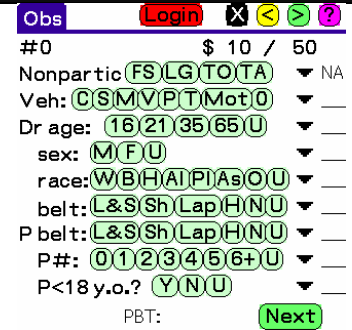 Obs Login X < > ?
#0 $ 10 / 50
Nonpartic FS LG TO TA NA
Veh: C S M V P T Mot O
Dr age: 16 21 35 65 U
sex: M F U
race: W B H AI PI As O U
belt: L&S Sh Lap H N U
P belt: L&S Sh Lap H N U
P#: 0 1 2 3 4 5 6+ U
P<18 y.o.? Y N U
PBT: Next